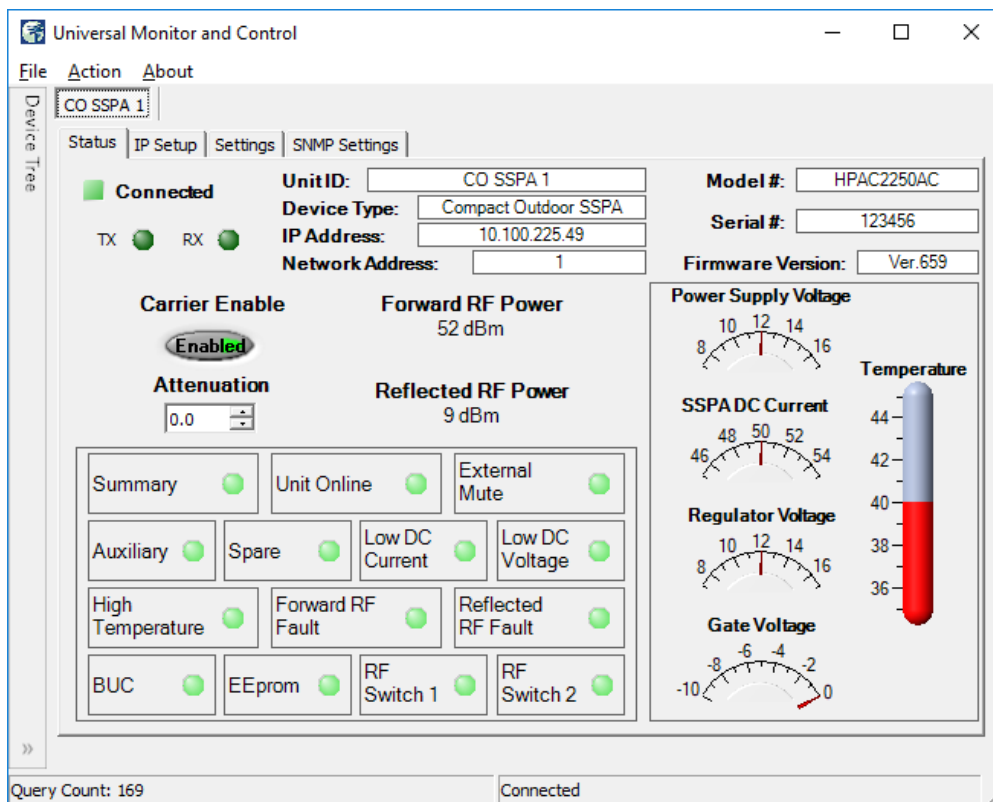 Universal Monitor and Control
File Action About
Device Tree
CO SSPA 1
Status IP Setup Settings SNMP Settings
Connected
TX RX
Unit ID: CO SSPA 1
Device Type: Compact Outdoor SSPA
IP Address: 10.100.225.49
Network Address: 1
Model #: HPAC2250AC
Serial #: 123456
Firmware Version: Ver.659
Carrier Enable
Enabled
Attenuation
0.0
Forward RF Power
52 dBm
Reflected RF Power
9 dBm
Summary
Unit Online
External
Mute
Auxiliary
Spare
Low DC
Current
Low DC
Voltage
High
Temperature
Forward RF
Fault
Reflected
RF Fault
BUC
EEprom
RF
Switch 1
RF
Switch 2
Power Supply Voltage
8 10 12 14 16
SSPA DC Current
46 48 50 52 54
Regulator Voltage
8 10 12 14 16
Gate Voltage
-10 -8 -6 -4 -2 0
Temperature
44
42
40
38
36
»
Query Count: 169
Connected